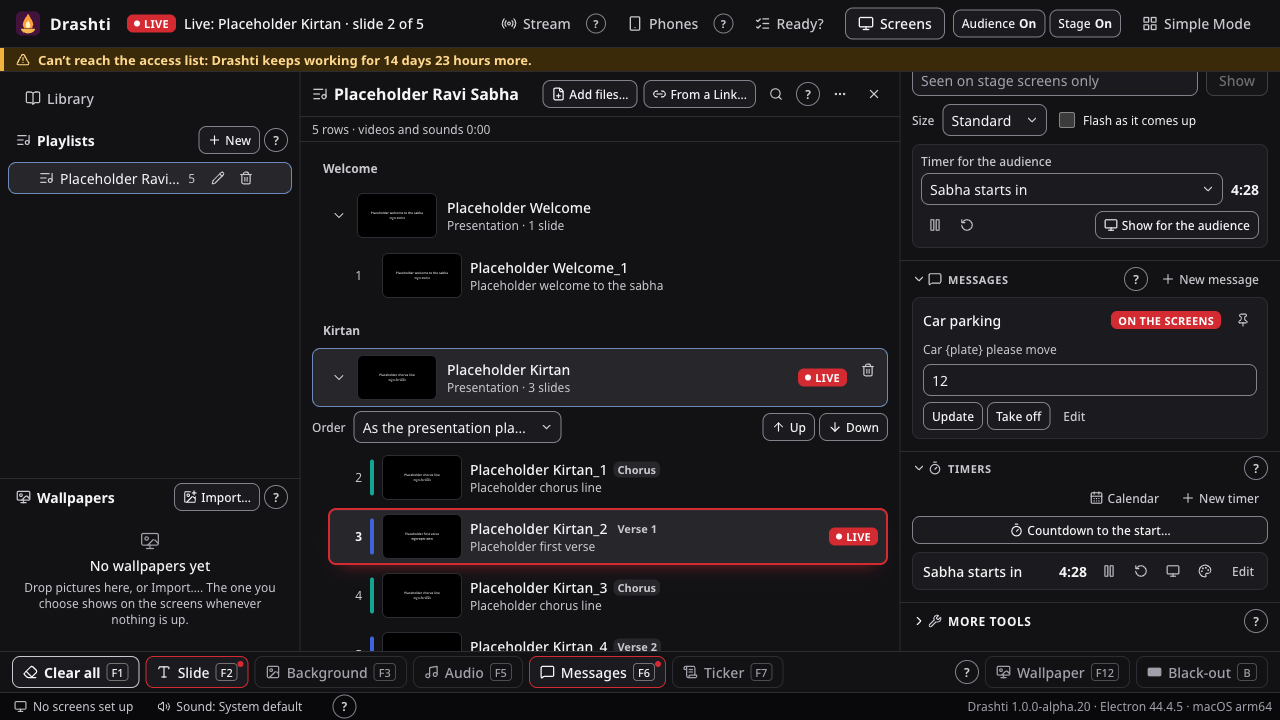 Drashti
LIVE
Live: Placeholder Kirtan · slide 2 of 5
Stream
?
Phones
?
Ready?
Screens
Audience On
Stage On
Simple Mode
Can’t reach the access list: Drashti keeps working for 14 days 23 hours more.
Library
Playlists
New
?
Placeholder Ravi...
5
Wallpapers
Import...
?
No wallpapers yet
Drop pictures here, or Import.... The one you
choose shows on the screens whenever
nothing is up.
Placeholder Ravi Sabha
Add files...
From a Link...
?
5 rows · videos and sounds 0:00
Welcome
Placeholder Welcome
Presentation · 1 slide
1
Placeholder Welcome_1
Placeholder welcome to the sabha
Kirtan
Placeholder Kirtan
Presentation · 3 slides
LIVE
Order
As the presentation pla...
Up
Down
2
Placeholder Kirtan_1 Chorus
Placeholder chorus line
3
Placeholder Kirtan_2 Verse 1
Placeholder first verse
LIVE
4
Placeholder Kirtan_3 Chorus
Placeholder chorus line
Placeholder Kirtan_4 Verse 2
Seen on stage screens only
Show
Size
Standard
Flash as it comes up
Timer for the audience
Sabha starts in
4:28
Show for the audience
MESSAGES
?
New message
Car parking
ON THE SCREENS
Car {plate} please move
12
Update
Take off
Edit
TIMERS
?
Calendar
New timer
Countdown to the start...
Sabha starts in
4:28
Edit
MORE TOOLS
?
Clear all F1
Slide F2
Background F3
Audio F5
Messages F6
Ticker F7
?
Wallpaper F12
Black-out B
No screens set up
Sound: System default
?
Drashti 1.0.0-alpha.20 · Electron 44.4.5 · macOS arm64